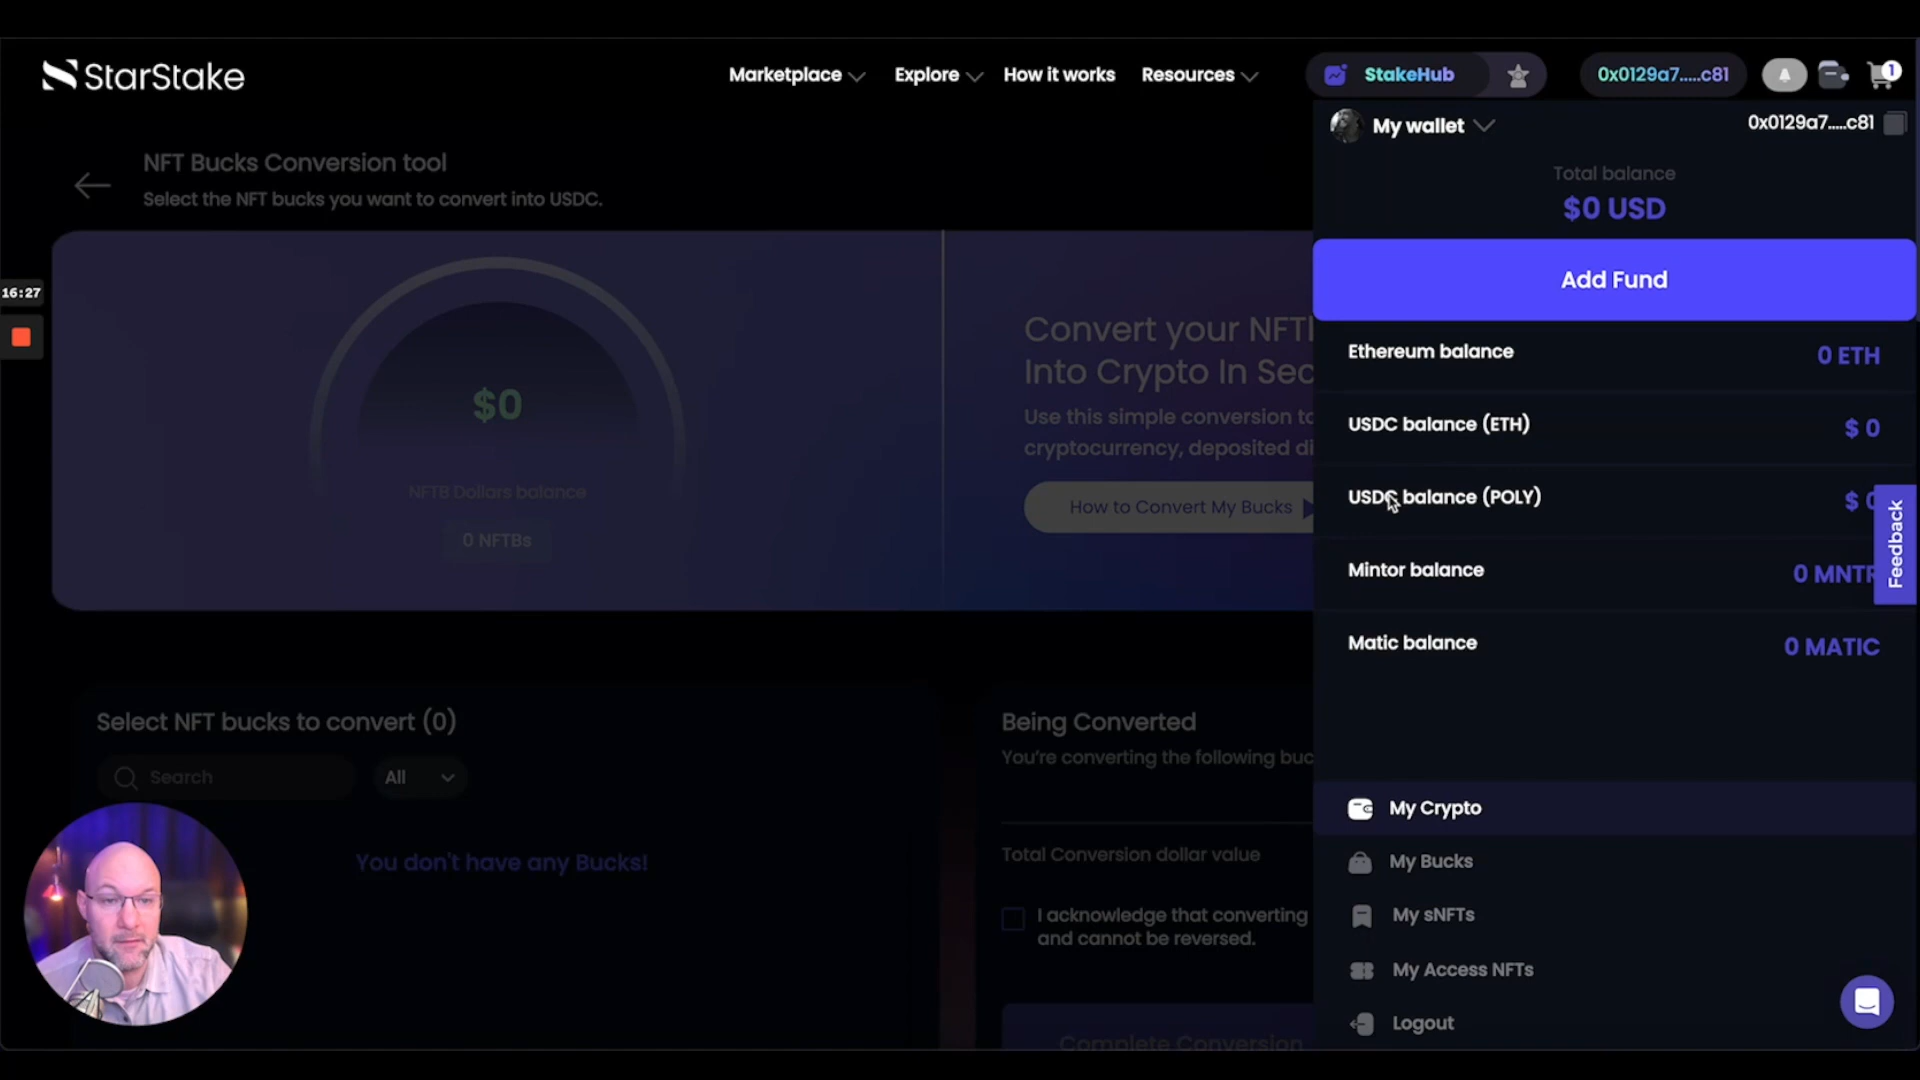 StarStake
Marketplace
Explore
How it works
Resources
StakeHub
0x0129a7.....c81
1
My wallet
0x0129a7.....c81
Total balance
$0 USD
Add Fund
Ethereum balance
0 ETH
USDC balance (ETH)
$ 0
USDC balance (POLY)
$ 0
Mintor balance
0 MNTR
Matic balance
0 MATIC
My Crypto
My Bucks
My sNFTs
My Access NFTs
Logout
Feedback
NFT Bucks Conversion tool
Select the NFT bucks you want to convert into USDC.
16:27
$0
NFTB Dollars balance
0 NFTBs
Convert your NFT
Into Crypto In Sec
Use this simple conversion to
cryptocurrency, deposited di
How to Convert My Bucks
Select NFT bucks to convert (0)
Search
All
You don't have any Bucks!
Being Converted
You're converting the following buc
Total Conversion dollar value
I acknowledge that converting
and cannot be reversed.
Complete Conversion